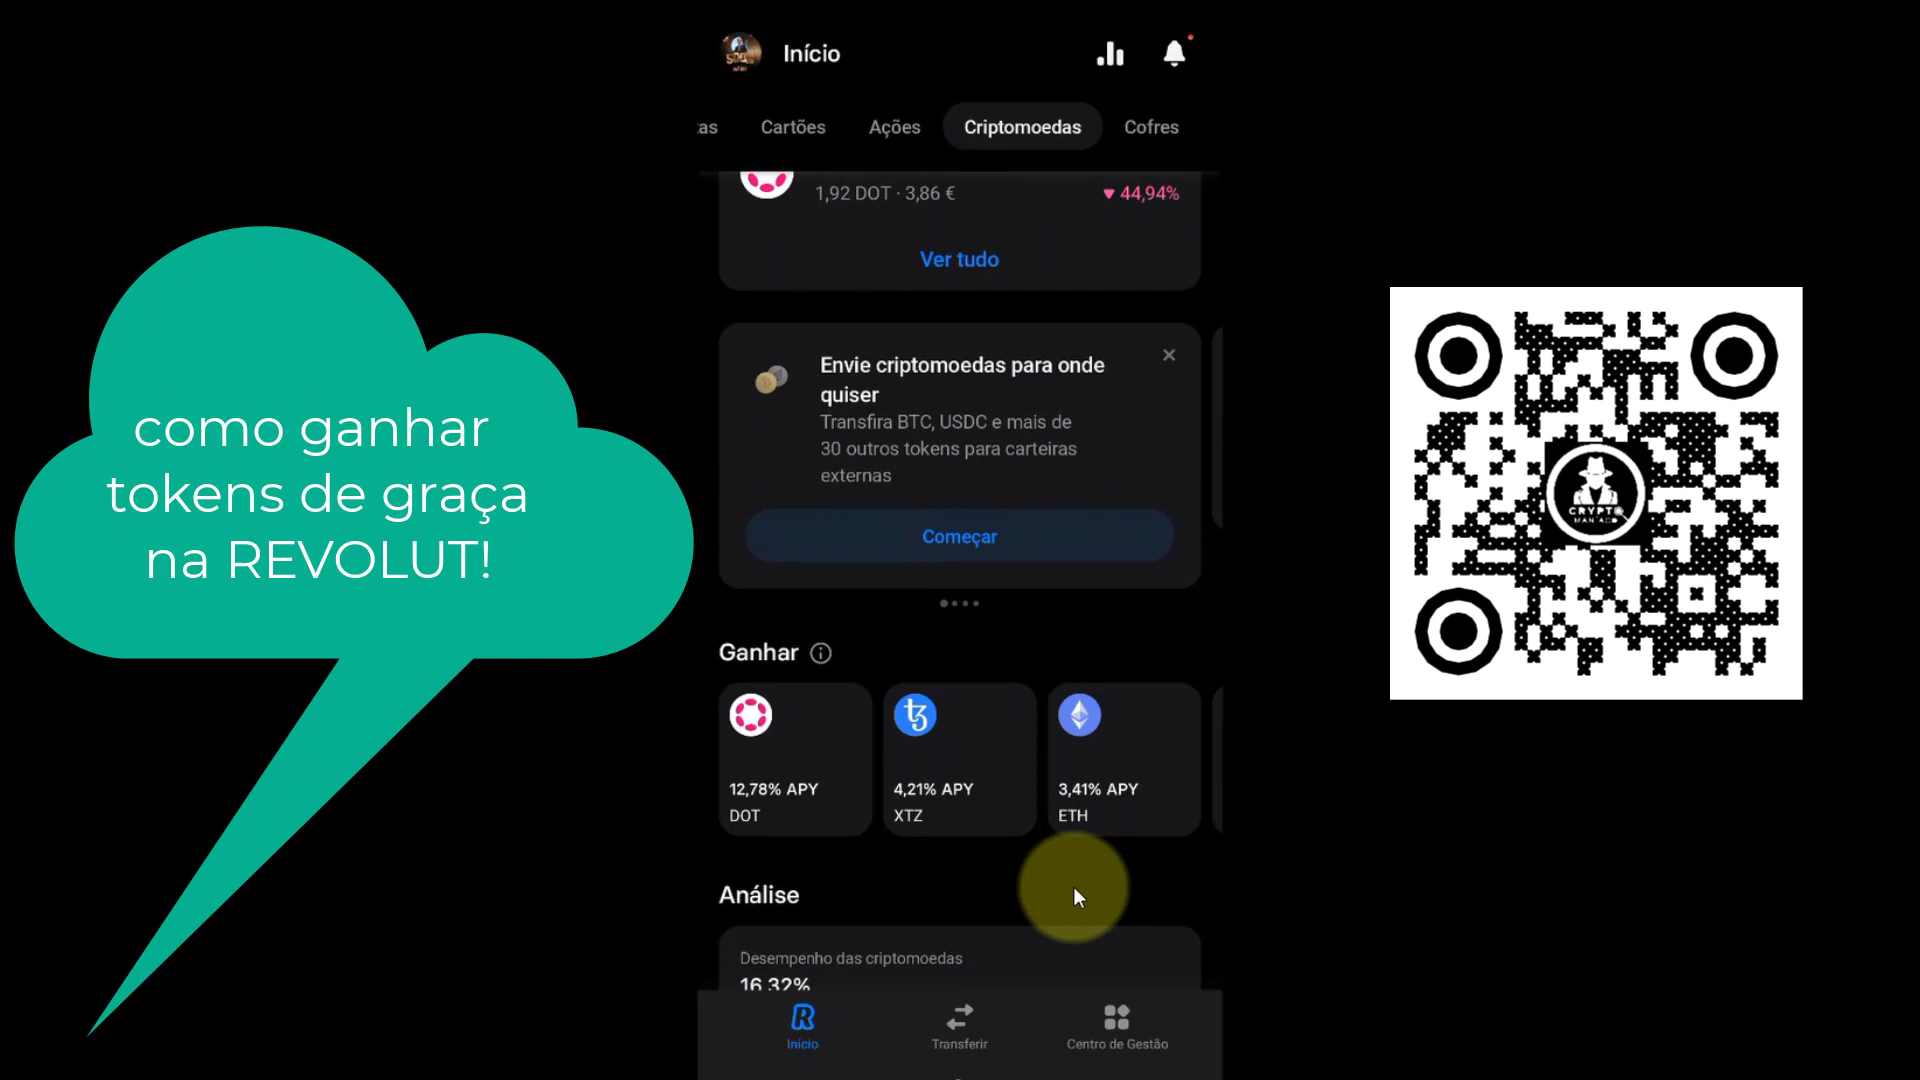 Início
tas
Cartões
Ações
Criptomoedas
Cofres
1,92 DOT · 3,86 €
44,94%
Ver tudo
Envie criptomoedas para onde
quiser
Transfira BTC, USDC e mais de
30 outros tokens para carteiras
externas
Começar
Ganhar
12,78% APY
DOT
4,21% APY
XTZ
3,41% APY
ETH
Análise
Desempenho das criptomoedas
16,32%
Início
Transferir
Centro de Gestão
como ganhar
tokens de graça
na REVOLUT!
CRYPTO
MANÍACO